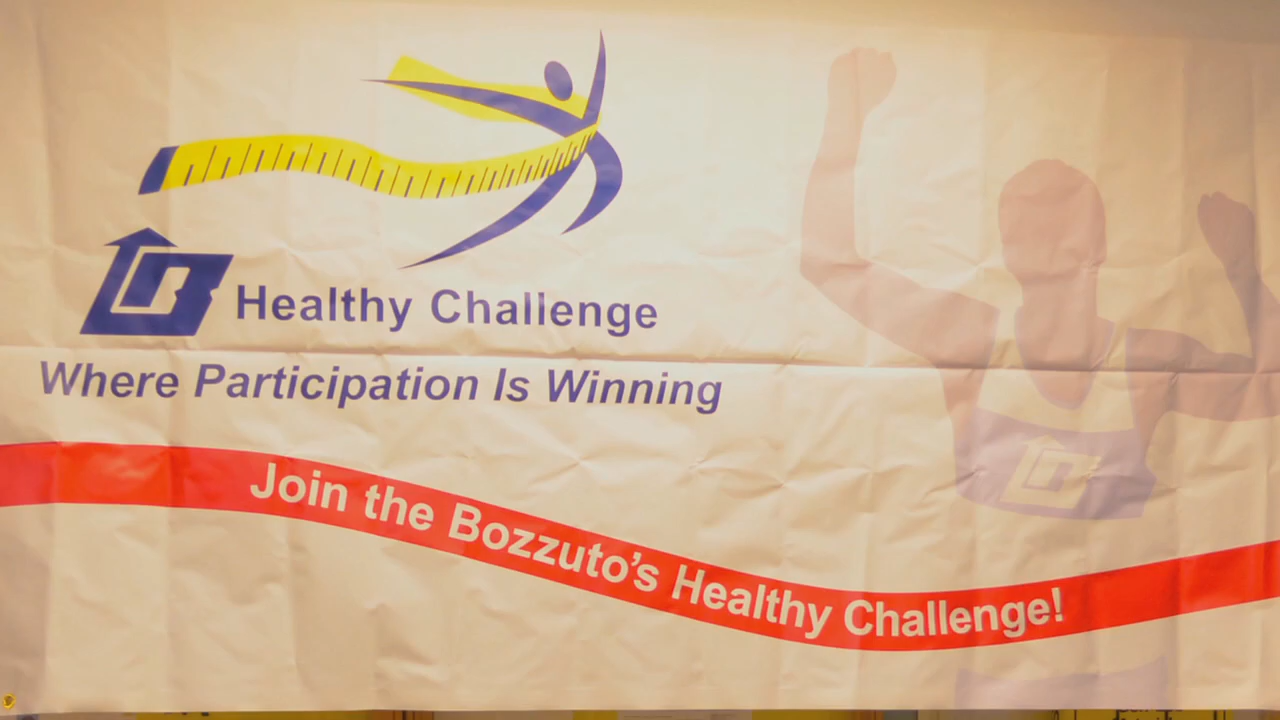 Healthy Challenge
Where Participation Is Winning
Join the Bozzuto's Healthy Challenge!